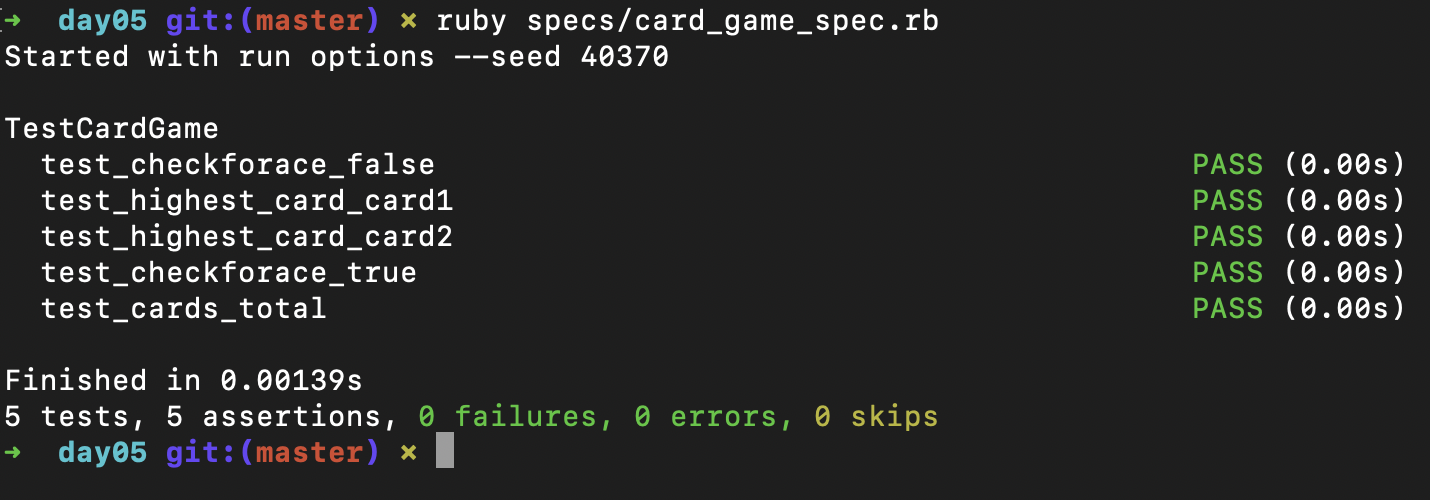 ➜  day05 git:(master) ✗ ruby specs/card_game_spec.rb
Started with run options --seed 40370
TestCardGame
test_checkforace_false PASS (0.00s)
test_highest_card_card1 PASS (0.00s)
test_highest_card_card2 PASS (0.00s)
test_checkforace_true PASS (0.00s)
test_cards_total PASS (0.00s)
Finished in 0.00139s
5 tests, 5 assertions, 0 failures, 0 errors, 0 skips
➜  day05 git:(master) ✗